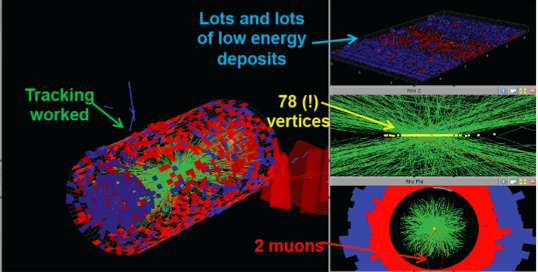 Lots and lots
of low energy
deposits
Tracking
worked
78 (!)
vertices
2 muons